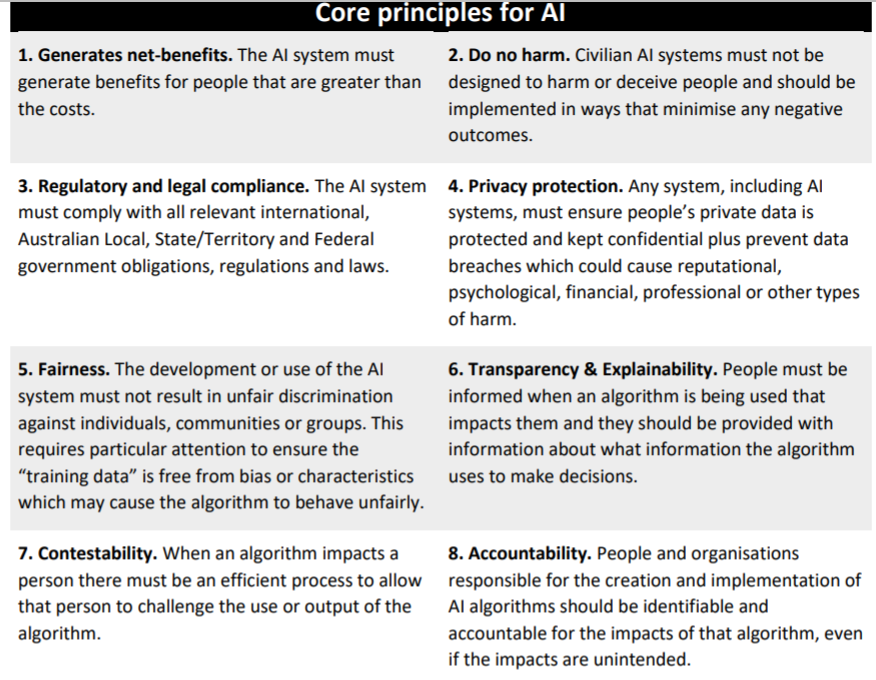 Core principles for AI
1. Generates net-benefits. The AI system must
generate benefits for people that are greater than
the costs.
2. Do no harm. Civilian AI systems must not be
designed to harm or deceive people and should be
implemented in ways that minimise any negative
outcomes.
3. Regulatory and legal compliance. The AI system
must comply with all relevant international,
Australian Local, State/Territory and Federal
government obligations, regulations and laws.
4. Privacy protection. Any system, including AI
systems, must ensure people’s private data is
protected and kept confidential plus prevent data
breaches which could cause reputational,
psychological, financial, professional or other types
of harm.
5. Fairness. The development or use of the AI
system must not result in unfair discrimination
against individuals, communities or groups. This
requires particular attention to ensure the
“training data” is free from bias or characteristics
which may cause the algorithm to behave unfairly.
6. Transparency & Explainability. People must be
informed when an algorithm is being used that
impacts them and they should be provided with
information about what information the algorithm
uses to make decisions.
7. Contestability. When an algorithm impacts a
person there must be an efficient process to allow
that person to challenge the use or output of the
algorithm.
8. Accountability. People and organisations
responsible for the creation and implementation of
AI algorithms should be identifiable and
accountable for the impacts of that algorithm, even
if the impacts are unintended.